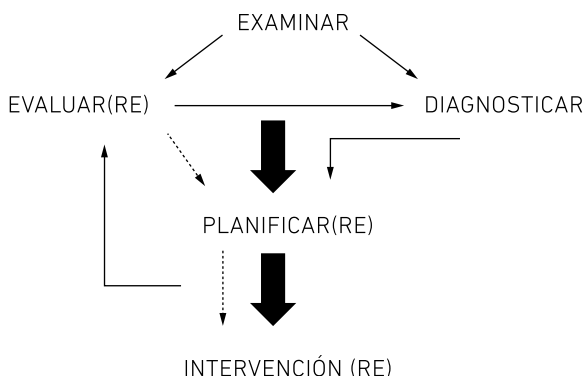 EXAMINAR
EVALUAR(RE)
DIAGNOSTICAR
PLANIFICAR(RE)
INTERVENCIÓN (RE)